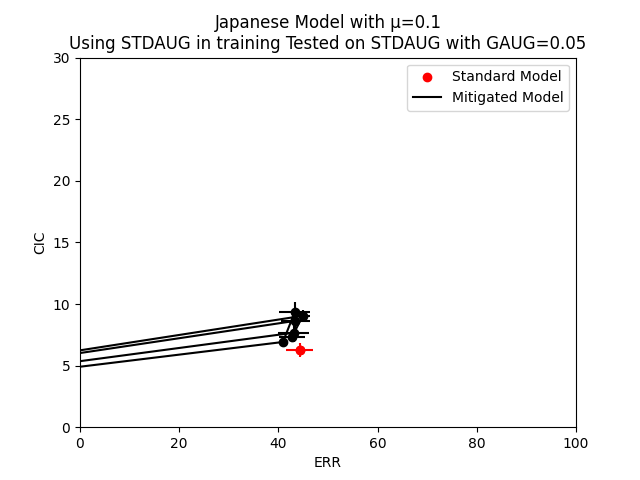 Japanese Model with μ=0.1
Using STDAUG in training Tested on STDAUG with GAUG=0.05
Standard Model
Mitigated Model
CIC
30
25
20
15
10
5
0
0 20 40 60 80 100
ERR